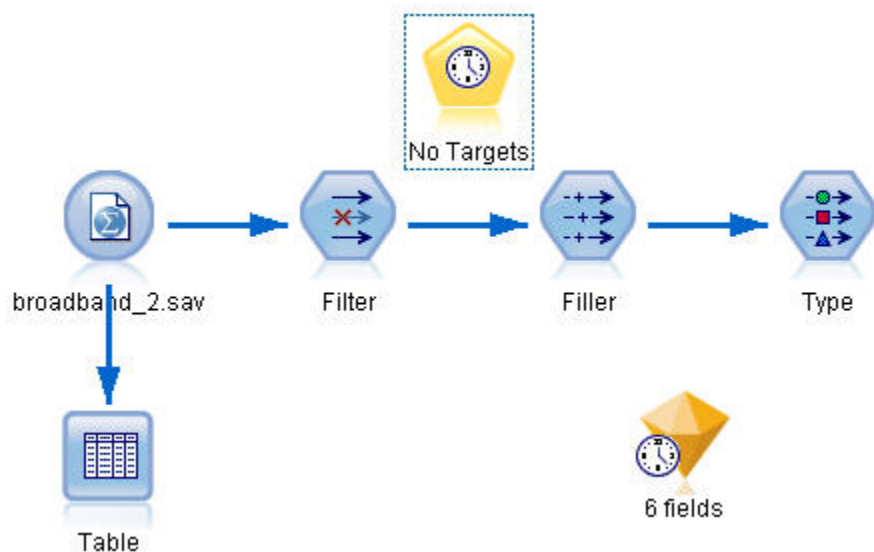 No Targets
broadband_2.sav
Filter
Filler
Type
6 fields
Table